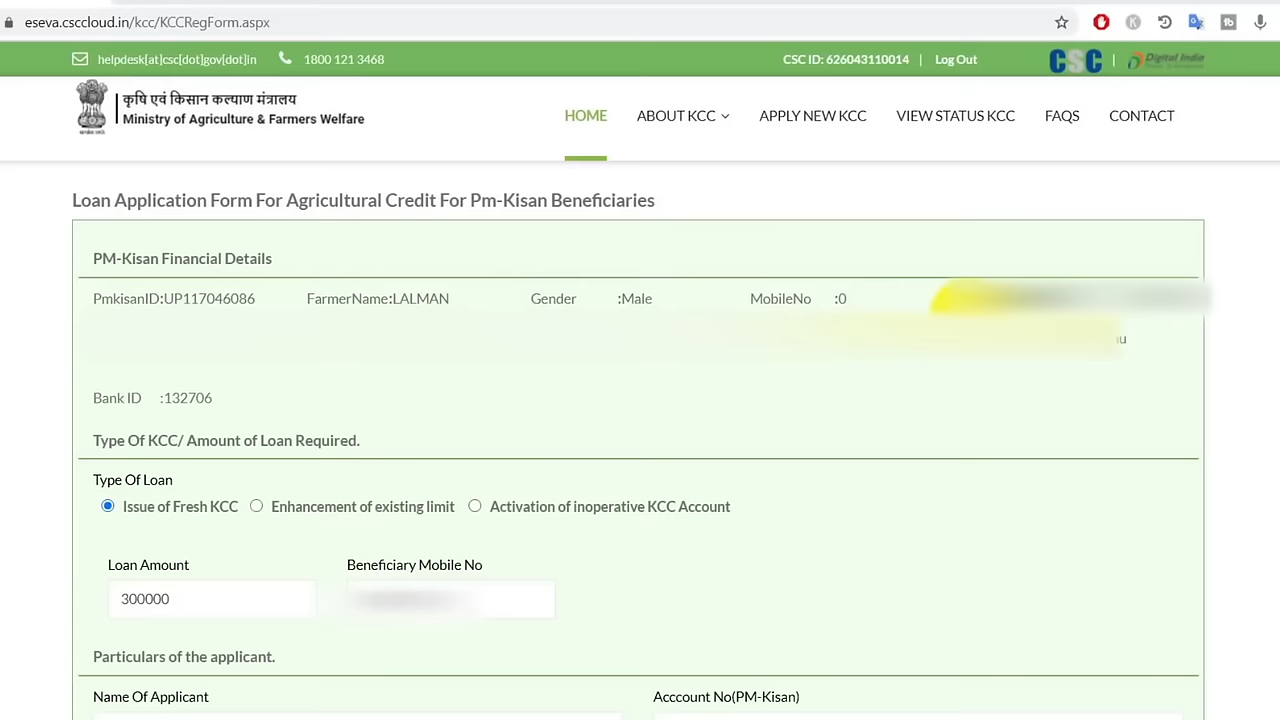 eseva.csccloud.in/kcc/KCCRegForm.aspx
helpdesk[at]csc[dot]gov[dot]in 1800 121 3468 CSC ID: 626043110014 | Log Out CSC | Digital India
कृषि एवं किसान कल्याण मंत्रालय
Ministry of Agriculture & Farmers Welfare
HOME ABOUT KCC APPLY NEW KCC VIEW STATUS KCC FAQS CONTACT
Loan Application Form For Agricultural Credit For Pm-Kisan Beneficiaries
PM-Kisan Financial Details
PmkisanID:UP117046086 FarmerName:LALMAN Gender :Male MobileNo :0
Bank ID :132706
Type Of KCC/ Amount of Loan Required.
Type Of Loan
Issue of Fresh KCC Enhancement of existing limit Activation of inoperative KCC Account
Loan Amount Beneficiary Mobile No
300000
Particulars of the applicant.
Name Of Applicant Acccount No(PM-Kisan)